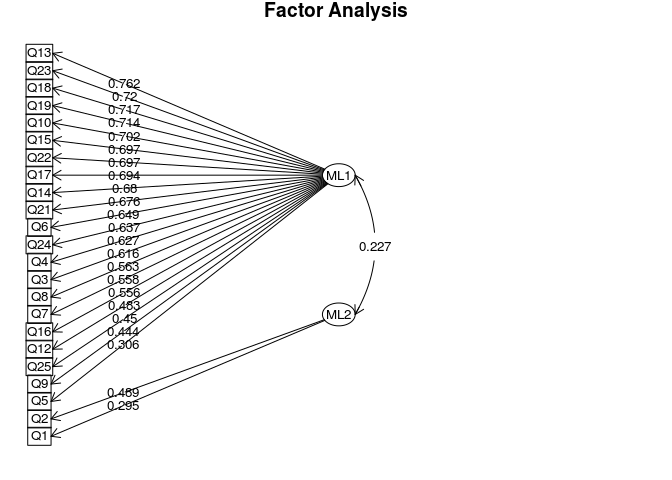 Factor Analysis
Q13
Q23
Q18
Q19
Q10
Q15
Q22
Q17
Q14
Q21
Q6
Q24
Q4
Q3
Q8
Q7
Q16
Q12
Q25
Q9
Q5
Q2
Q1
0.762
0.72
0.717
0.714
0.702
0.697
0.697
0.694
0.68
0.676
0.649
0.637
0.627
0.616
0.563
0.558
0.556
0.483
0.45
0.444
0.306
0.469
0.295
ML1
0.227
ML2